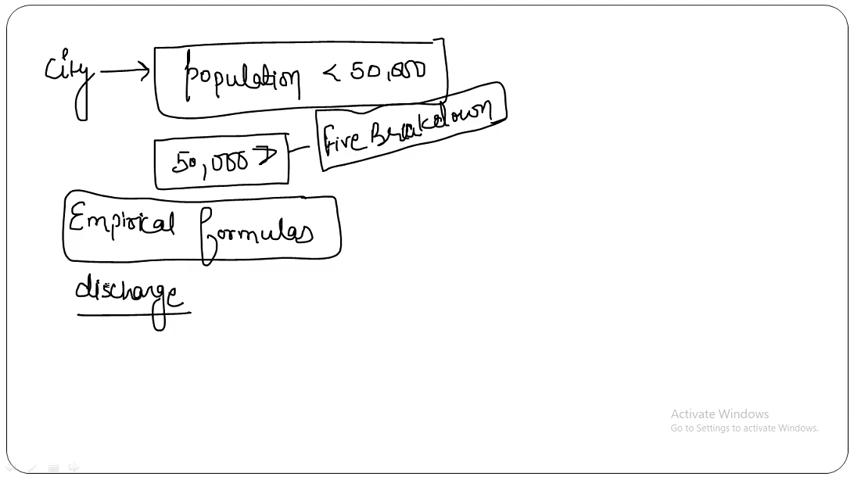 City → population < 50,000
50,000 > - Fire Breakdown
Empirical formulas
discharge
Activate Windows
Go to Settings to activate Windows.